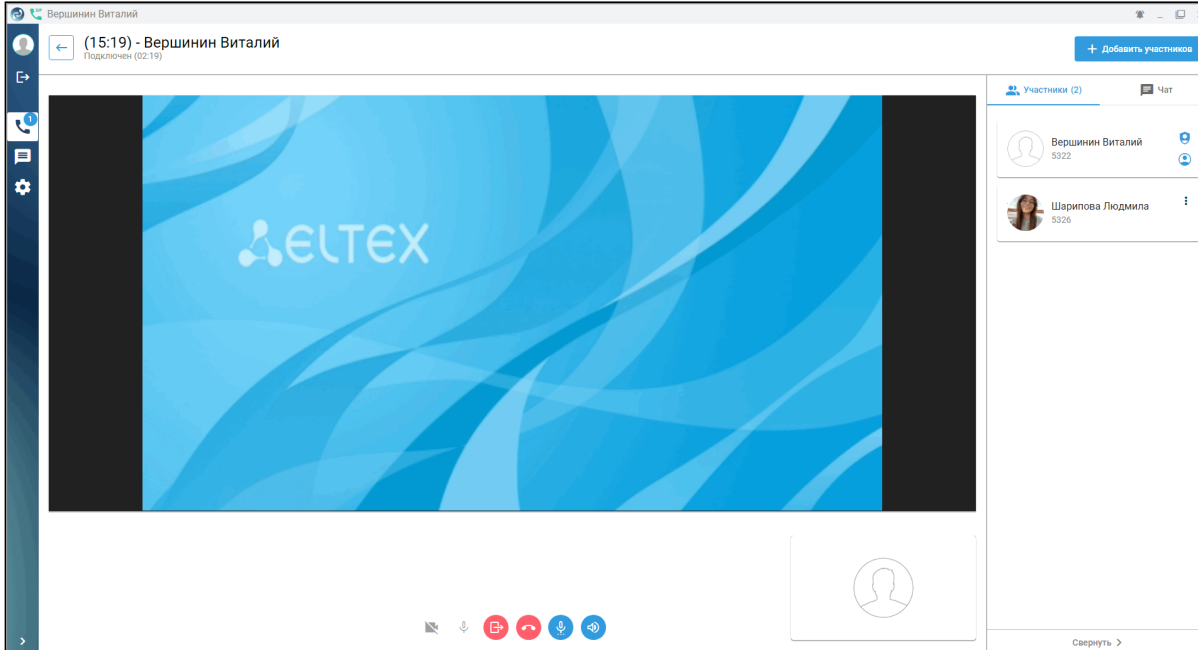 Вершинин Виталий
(15:19) - Вершинин Виталий
Подключен (02:19)
Добавить участников
Участники (2)
Чат
1
Вершинин Виталий
5322
Шарипова Людмила
5326
ELTEX
Свернуть